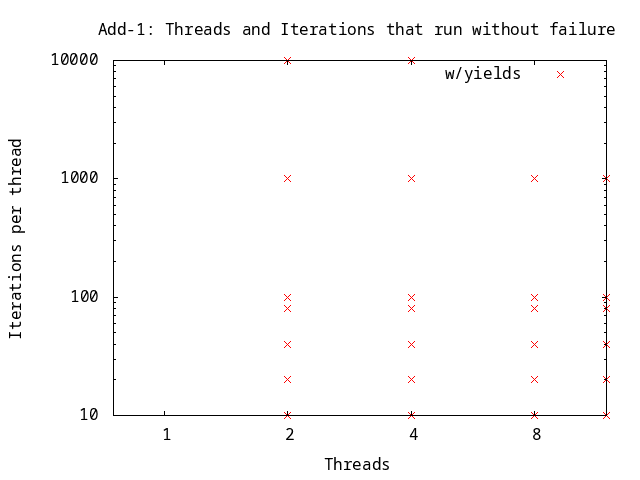 Add-1: Threads and Iterations that run without failure
10000
w/yields
1000
100
10
Iterations per thread
1
2
4
8
Threads